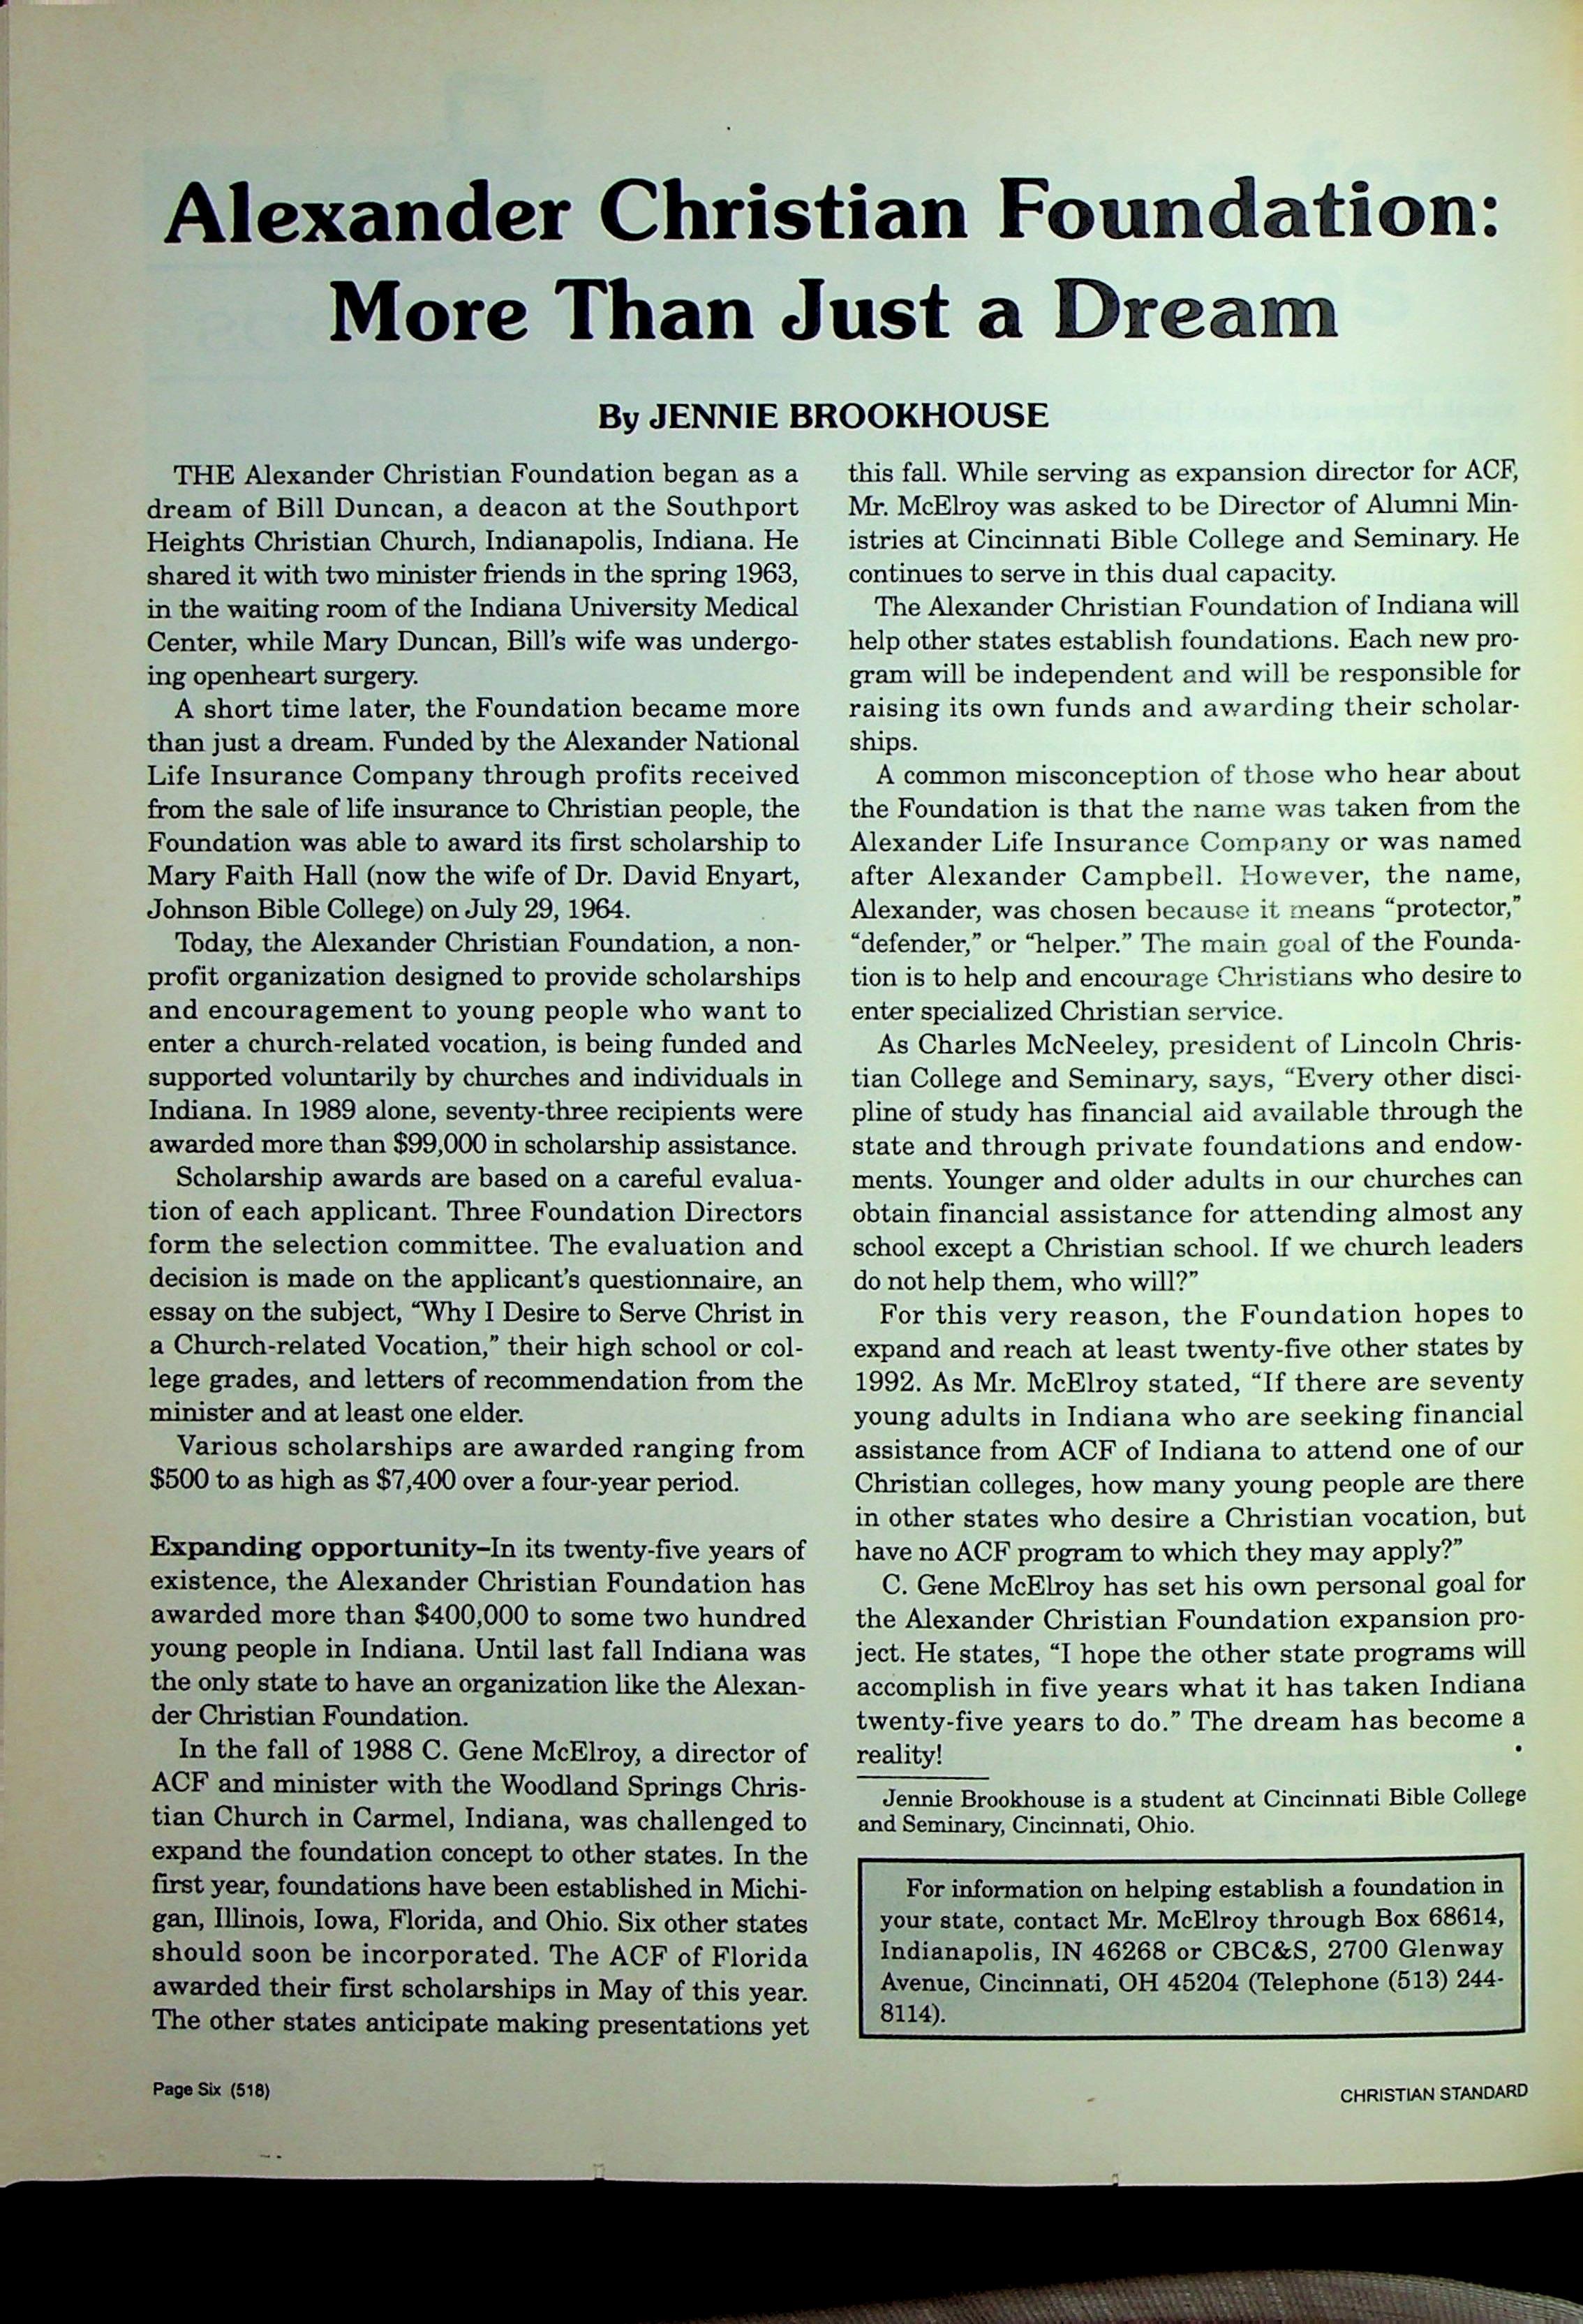 Alexander Christian Foundation:
More Than Just a Dream
By JENNIE BROOKHOUSE
THE Alexander Christian Foundation began as a
dream of Bill Duncan, a deacon at the Southport
Heights Christian Church, Indianapolis, Indiana. He
shared it with two minister friends in the spring 1963,
in the waiting room of the Indiana University Medical
Center, while Mary Duncan, Bill's wife was undergo-
ing openheart surgery.
A short time later, the Foundation became more
than just a dream. Funded by the Alexander National
Life Insurance Company through profits received
from the sale of life insurance to Christian people, the
Foundation was able to award its first scholarship to
Mary Faith Hall (now the wife of Dr. David Enyart,
Johnson Bible College) on July 29, 1964.
Today, the Alexander Christian Foundation, a non-
profit organization designed to provide scholarships
and encouragement to young people who want to
enter a church-related vocation, is being funded and
supported voluntarily by churches and individuals in
Indiana. In 1989 alone, seventy-three recipients were
awarded more than $99,000 in scholarship assistance.
Scholarship awards are based on a careful evalua-
tion of each applicant. Three Foundation Directors
form the selection committee. The evaluation and
decision is made on the applicant's questionnaire, an
essay on the subject, "Why I Desire to Serve Christ in
a Church-related Vocation," their high school or col-
lege grades, and letters of recommendation from the
minister and at least one elder.
Various scholarships are awarded ranging from
$500 to as high as $7,400 over a four-year period.
Expanding opportunity–In its twenty-five years of
existence, the Alexander Christian Foundation has
awarded more than $400,000 to some two hundred
young people in Indiana. Until last fall Indiana was
the only state to have an organization like the Alexan-
der Christian Foundation.
In the fall of 1988 C. Gene McElroy, a director of
ACF and minister with the Woodland Springs Chris-
tian Church in Carmel, Indiana, was challenged to
expand the foundation concept to other states. In the
first year, foundations have been established in Michi-
gan, Illinois, Iowa, Florida, and Ohio. Six other states
should soon be incorporated. The ACF of Florida
awarded their first scholarships in May of this year.
The other states anticipate making presentations yet
this fall. While serving as expansion director for ACF,
Mr. McElroy was asked to be Director of Alumni Min-
istries at Cincinnati Bible College and Seminary. He
continues to serve in this dual capacity.
The Alexander Christian Foundation of Indiana will
help other states establish foundations. Each new pro-
gram will be independent and will be responsible for
raising its own funds and awarding their scholar-
ships.
A common misconception of those who hear about
the Foundation is that the name was taken from the
Alexander Life Insurance Company or was named
after Alexander Campbell. However, the name,
Alexander, was chosen because it means "protector,"
"defender," or "helper." The main goal of the Founda-
tion is to help and encourage Christians who desire to
enter specialized Christian service.
As Charles McNeeley, president of Lincoln Chris-
tian College and Seminary, says, "Every other disci-
pline of study has financial aid available through the
state and through private foundations and endow-
ments. Younger and older adults in our churches can
obtain financial assistance for attending almost any
school except a Christian school. If we church leaders
do not help them, who will?"
For this very reason, the Foundation hopes to
expand and reach at least twenty-five other states by
1992. As Mr. McElroy stated, "If there are seventy
young adults in Indiana who are seeking financial
assistance from ACF of Indiana to attend one of our
Christian colleges, how many young people are there
in other states who desire a Christian vocation, but
have no ACF program to which they may apply?"
C. Gene McElroy has set his own personal goal for
the Alexander Christian Foundation expansion pro-
ject. He states, "I hope the other state programs will
accomplish in five years what it has taken Indiana
twenty-five years to do." The dream has become a
reality! •
Jennie Brookhouse is a student at Cincinnati Bible College
and Seminary, Cincinnati, Ohio.
For information on helping establish a foundation in
your state, contact Mr. McElroy through Box 68614,
Indianapolis, IN 46268 or CBC&S, 2700 Glenway
Avenue, Cincinnati, OH 45204 (Telephone (513) 244-
8114).
Page Six (518)
CHRISTIAN STANDARD